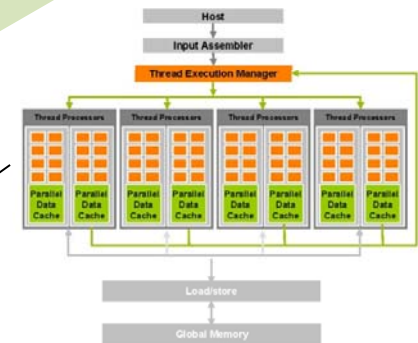 Host
Input Assembler
Thread Execution Manager
Thread Processors
Thread Processors
Thread Processors
Thread Processors
Parallel
Data
Cache
Parallel
Data
Cache
Parallel
Data
Cache
Parallel
Data
Cache
Parallel
Data
Cache
Parallel
Data
Cache
Parallel
Data
Cache
Parallel
Data
Cache
Load/store
Global Memory